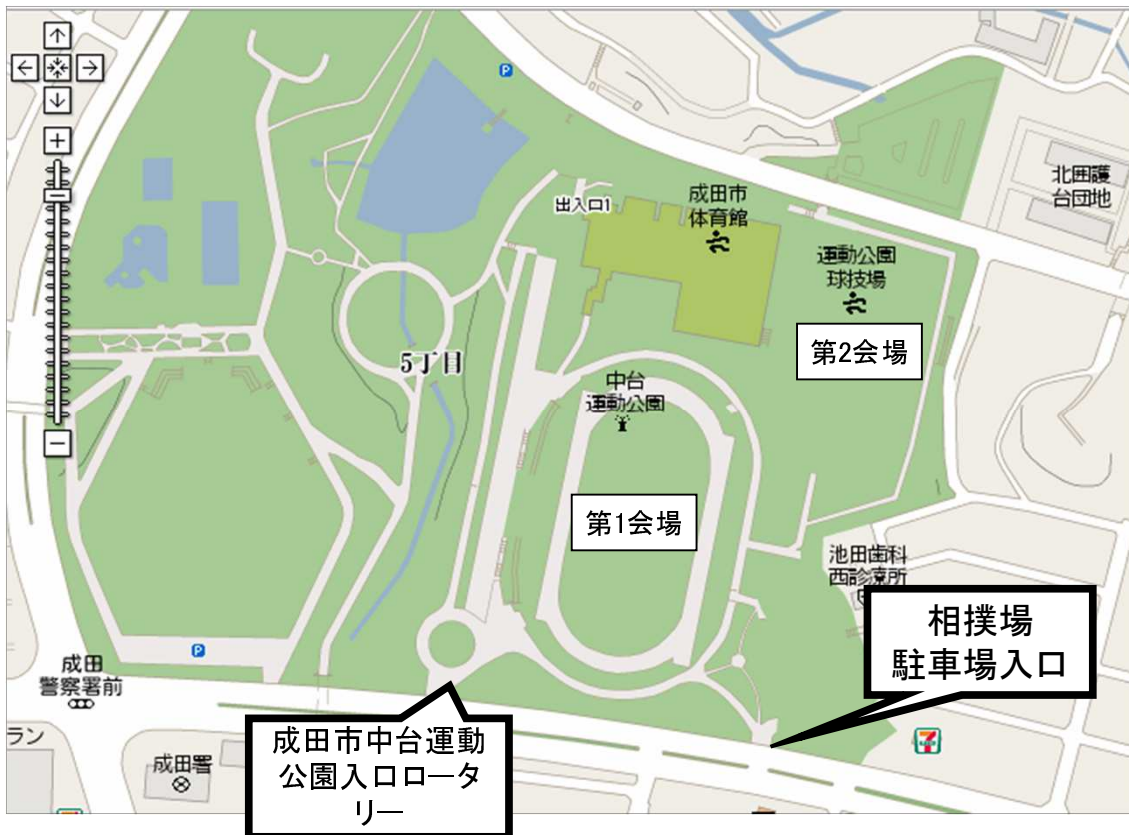 P
出入口1
成田市
体育館
北囲護
台団地
運動公園
球技場
第2会場
5丁目
中台
運動公園
第1会場
池田歯科
西診療所
相撲場
駐車場入口
P
成田
警察署前
成田市中台運動
公園入口ロータ
リー
ラン
成田署
7